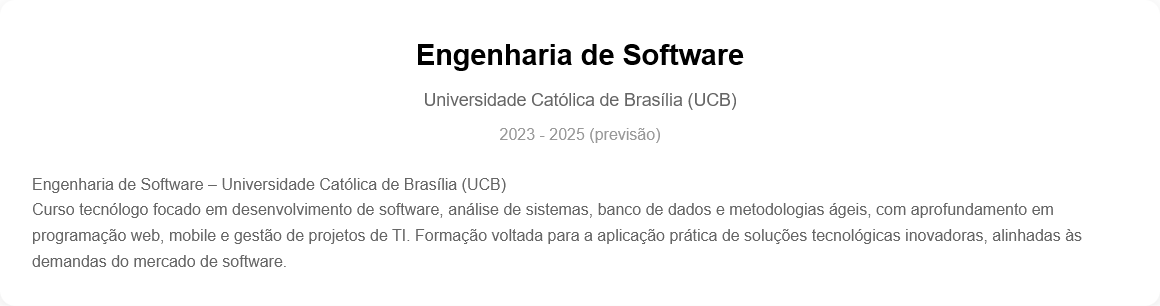 Engenharia de Software
Universidade Católica de Brasília (UCB)
2023 - 2025 (previsão)
Engenharia de Software – Universidade Católica de Brasília (UCB)
Curso tecnólogo focado em desenvolvimento de software, análise de sistemas, banco de dados e metodologias ágeis, com aprofundamento em
programação web, mobile e gestão de projetos de TI. Formação voltada para a aplicação prática de soluções tecnológicas inovadoras, alinhadas às
demandas do mercado de software.